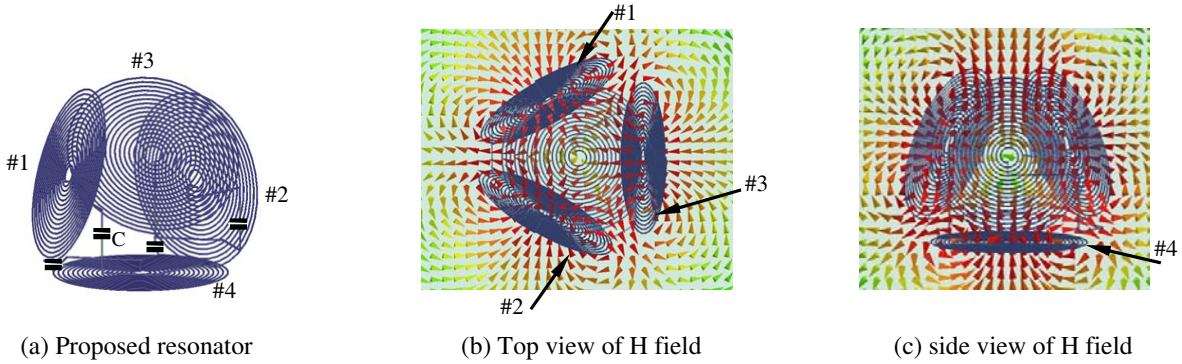 #3
#1
#2
C
#4
(a) Proposed resonator
#1
#3
#2
(b) Top view of H field
#4
(c) side view of H field